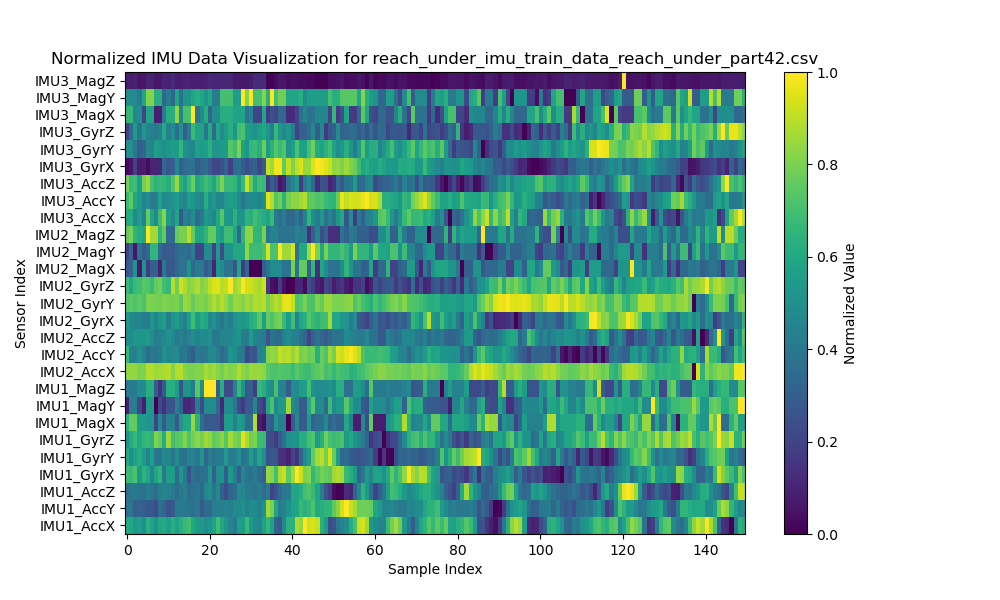 Normalized IMU Data Visualization for reach_under_imu_train_data_reach_under_part42.csv
IMU3_MagZ
IMU3_MagY
IMU3_MagX
IMU3_GyrZ
IMU3_GyrY
IMU3_GyrX
IMU3_AccZ
IMU3_AccY
IMU3_AccX
IMU2_MagZ
IMU2_MagY
IMU2_MagX
IMU2_GyrZ
IMU2_GyrY
IMU2_GyrX
IMU2_AccZ
IMU2_AccY
IMU2_AccX
IMU1_MagZ
IMU1_MagY
IMU1_MagX
IMU1_GyrZ
IMU1_GyrY
IMU1_GyrX
IMU1_AccZ
IMU1_AccY
IMU1_AccX
Sensor Index
0 20 40 60 80 100 120 140
Sample Index
1.0
0.8
0.6
0.4
0.2
0.0
Normalized Value